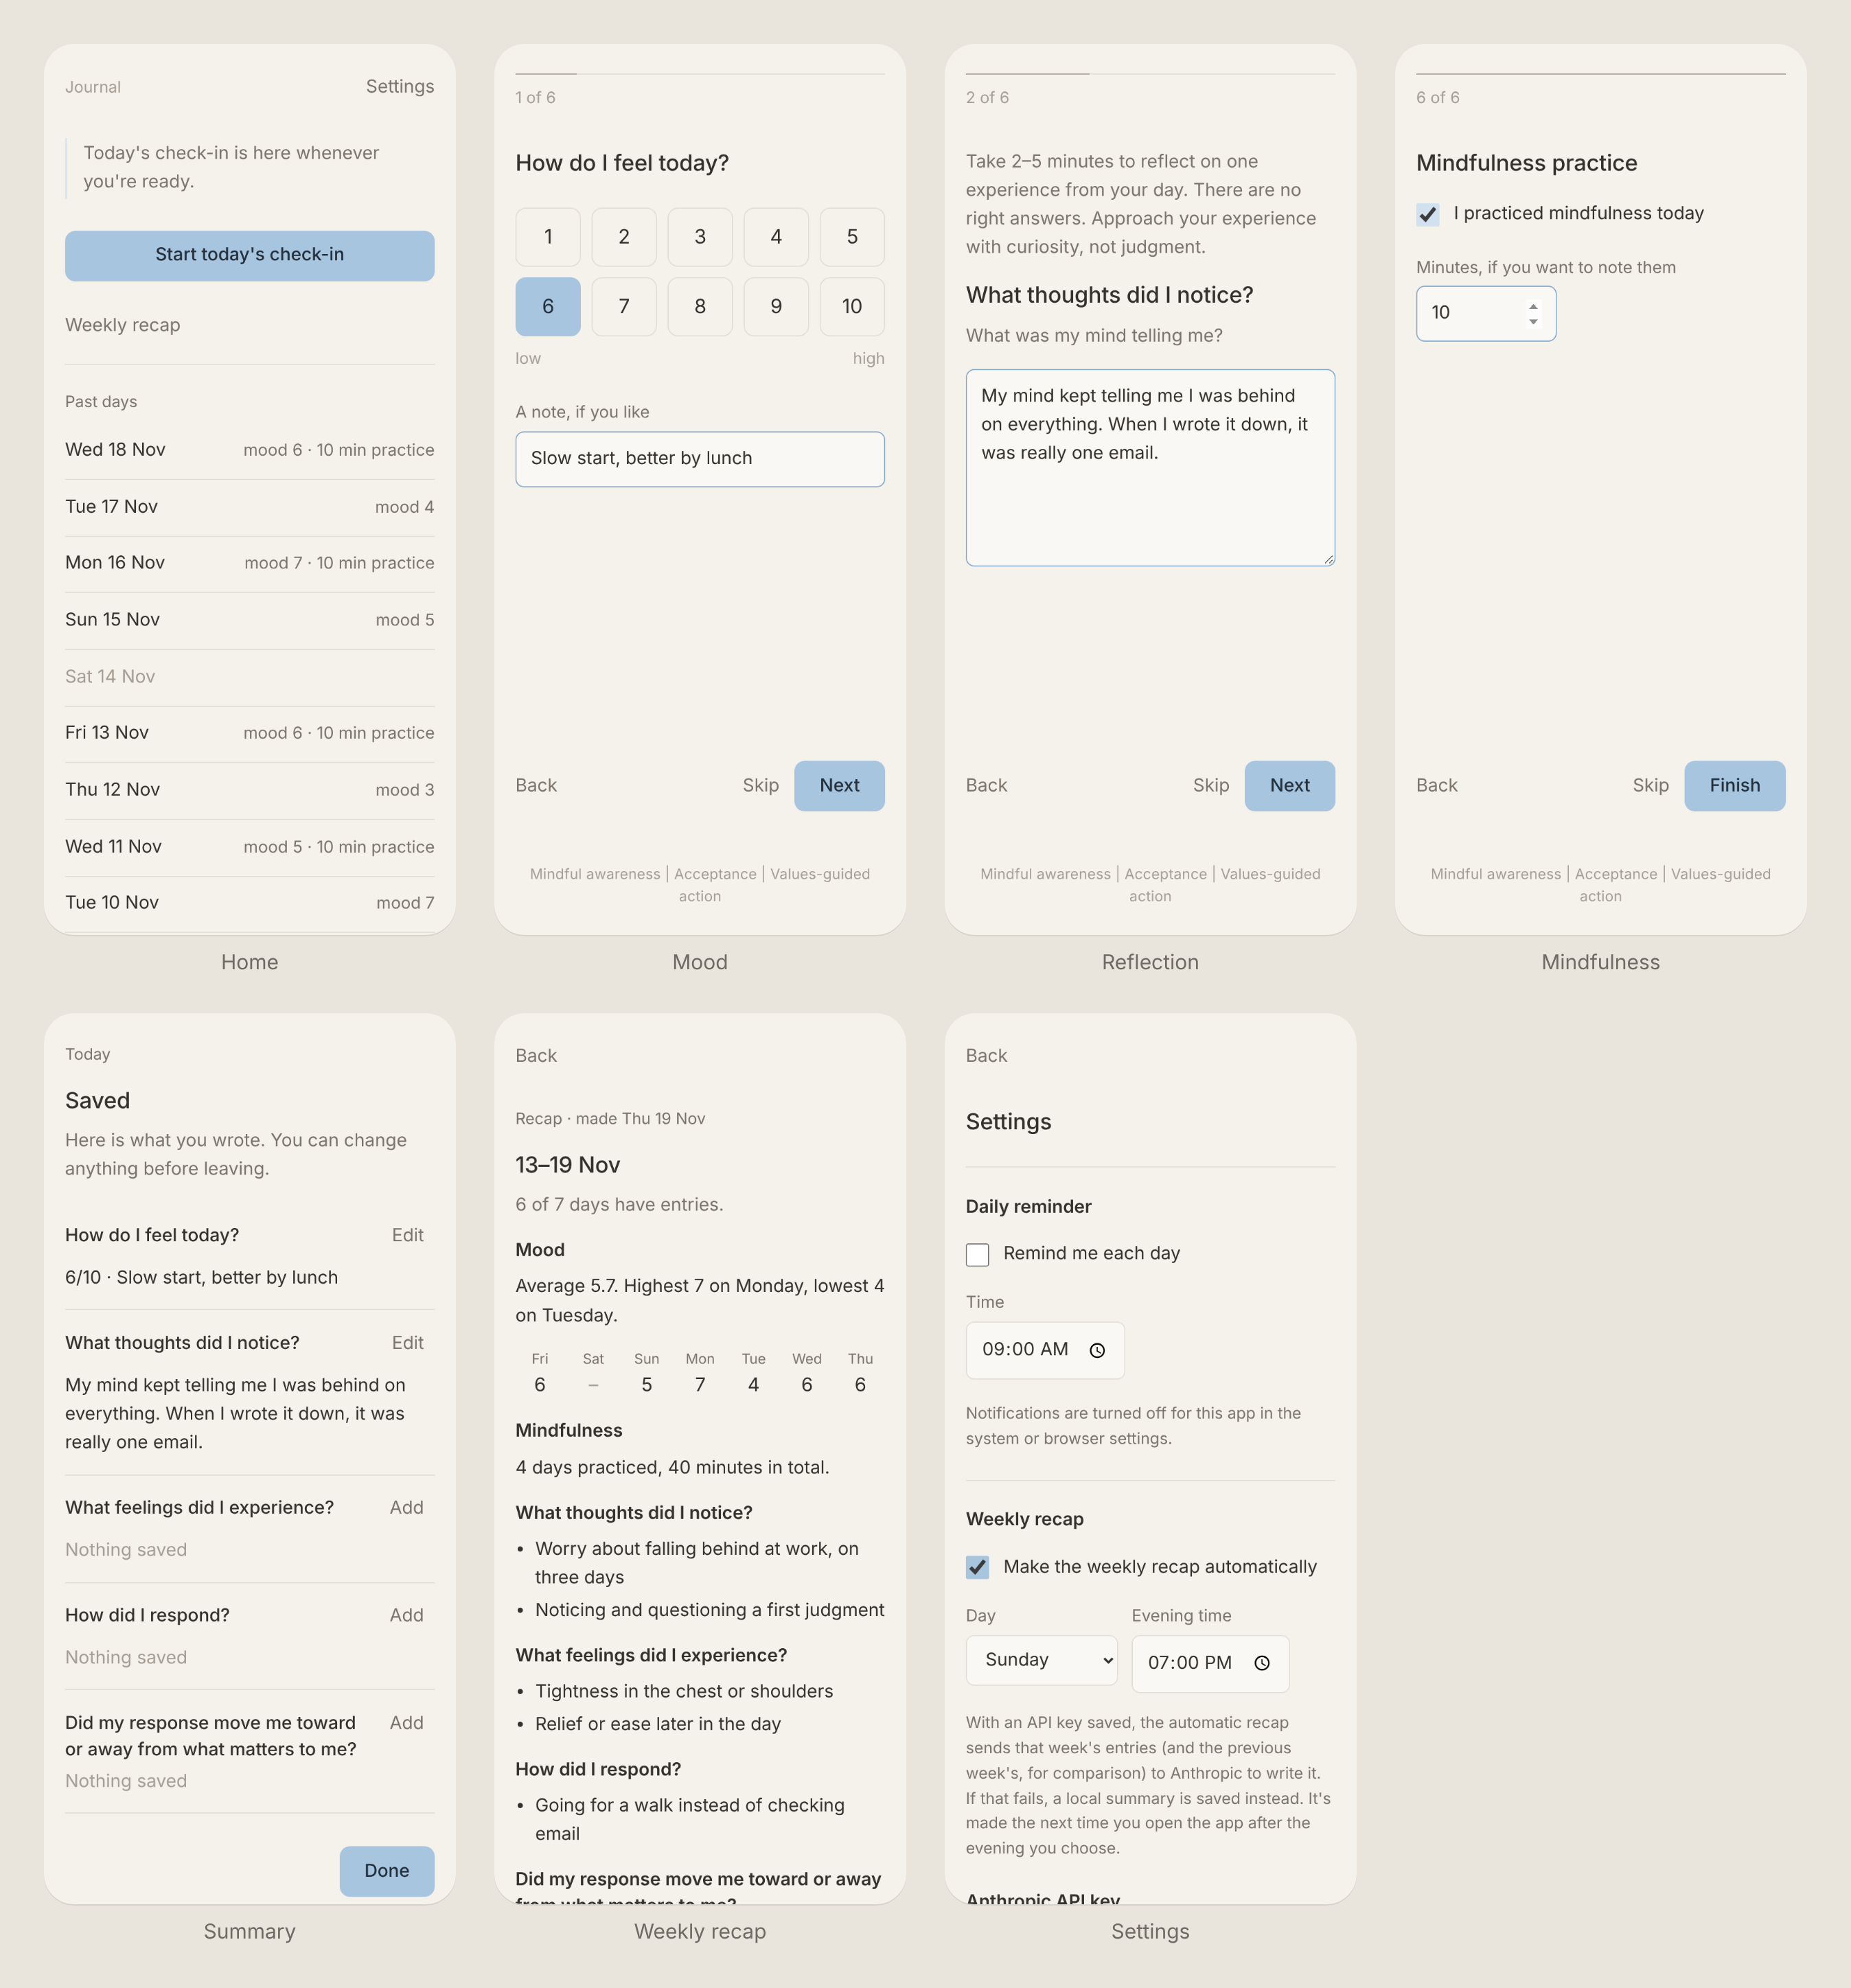 Journal
Settings
Today's check-in is here whenever
you're ready.
Start today's check-in
Weekly recap
Past days
Wed 18 Nov
mood 6 · 10 min practice
Tue 17 Nov
mood 4
Mon 16 Nov
mood 7 · 10 min practice
Sun 15 Nov
mood 5
Sat 14 Nov
Fri 13 Nov
mood 6 · 10 min practice
Thu 12 Nov
mood 3
Wed 11 Nov
mood 5 · 10 min practice
Tue 10 Nov
mood 7
Home
1 of 6
How do I feel today?
1 2 3 4 5
6 7 8 9 10
low
high
A note, if you like
Slow start, better by lunch
Back
Skip
Next
Mindful awareness | Acceptance | Values-guided
action
Mood
2 of 6
Take 2–5 minutes to reflect on one
experience from your day. There are no
right answers. Approach your experience
with curiosity, not judgment.
What thoughts did I notice?
What was my mind telling me?
My mind kept telling me I was behind
on everything. When I wrote it down, it
was really one email.
Back
Skip
Next
Mindful awareness | Acceptance | Values-guided
action
Reflection
6 of 6
Mindfulness practice
I practiced mindfulness today
Minutes, if you want to note them
10
Back
Skip
Finish
Mindful awareness | Acceptance | Values-guided
action
Mindfulness
Today
Saved
Here is what you wrote. You can change
anything before leaving.
How do I feel today?
Edit
6/10 · Slow start, better by lunch
What thoughts did I notice?
Edit
My mind kept telling me I was behind on
everything. When I wrote it down, it was
really one email.
What feelings did I experience?
Add
Nothing saved
How did I respond?
Add
Nothing saved
Did my response move me toward
or away from what matters to me?
Add
Nothing saved
Done
Summary
Back
Recap · made Thu 19 Nov
13–19 Nov
6 of 7 days have entries.
Mood
Average 5.7. Highest 7 on Monday, lowest 4
on Tuesday.
Fri Sat Sun Mon Tue Wed Thu
6 – 5 7 4 6 6
Mindfulness
4 days practiced, 40 minutes in total.
What thoughts did I notice?
• Worry about falling behind at work, on
three days
• Noticing and questioning a first judgment
What feelings did I experience?
• Tightness in the chest or shoulders
• Relief or ease later in the day
How did I respond?
• Going for a walk instead of checking
email
Did my response move me toward or away
from what matters to me?
Weekly recap
Back
Settings
Daily reminder
Remind me each day
Time
09:00 AM
Notifications are turned off for this app in the
system or browser settings.
Weekly recap
Make the weekly recap automatically
Day
Evening time
Sunday
07:00 PM
With an API key saved, the automatic recap
sends that week's entries (and the previous
week's, for comparison) to Anthropic to write it.
If that fails, a local summary is saved instead. It's
made the next time you open the app after the
evening you choose.
Anthropic API key
Settings